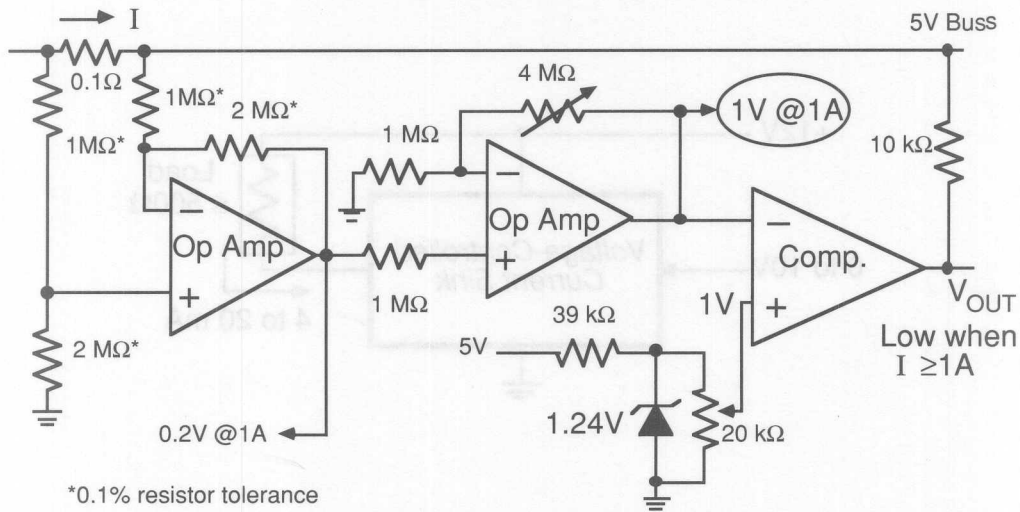 I
5V Buss
0.1Ω
1MΩ*
1MΩ*
2 MΩ*
4 MΩ
1V @1A
1 MΩ
10 kΩ
−
Op Amp
+
−
Op Amp
+
−
Comp.
+
1 MΩ
1V
V OUT
Low when
I ≥1A
2 MΩ*
39 kΩ
5V
1.24V
20 kΩ
0.2V @1A
*0.1% resistor tolerance